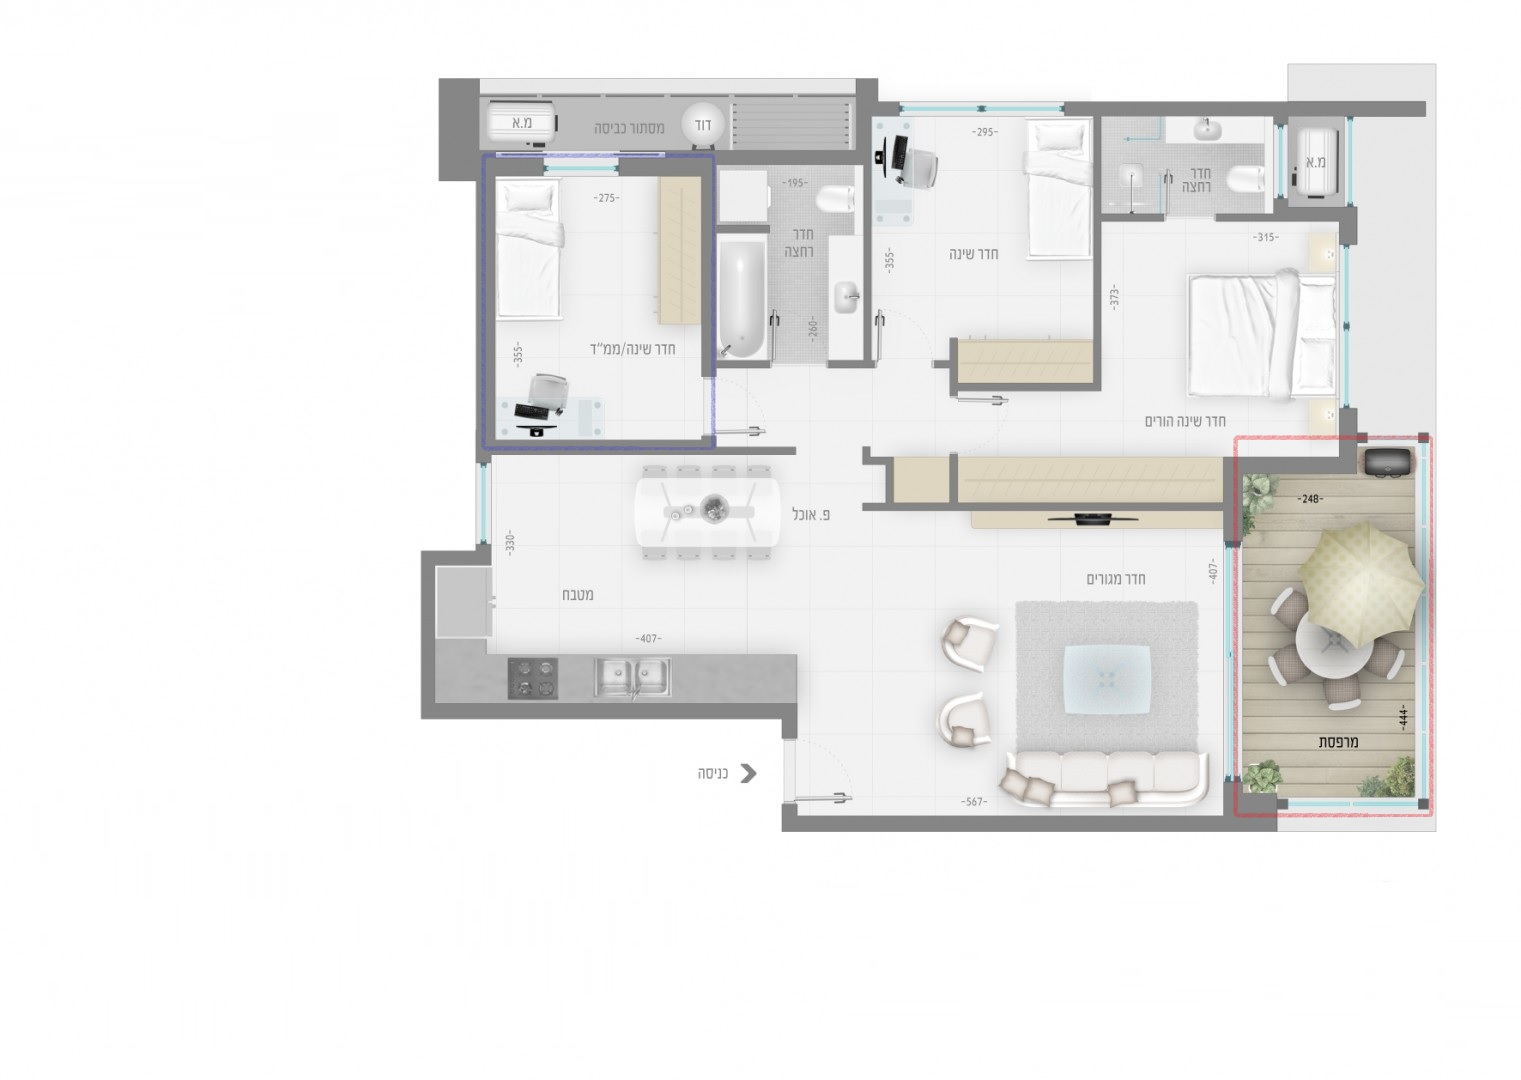 מ.א
מסתור כביסה
דוד
-275-
-355-
חדר שינה/ממ״ד
-195-
חדר
רחצה
-260-
-295-
-355-
חדר שינה
חדר
רחצה
מ.א
-315-
-373-
חדר שינה הורים
-330-
פ. אוכל
מטבח
-407-
חדר מגורים
-407-
-567-
כניסה
-248-
-444-
מרפסת